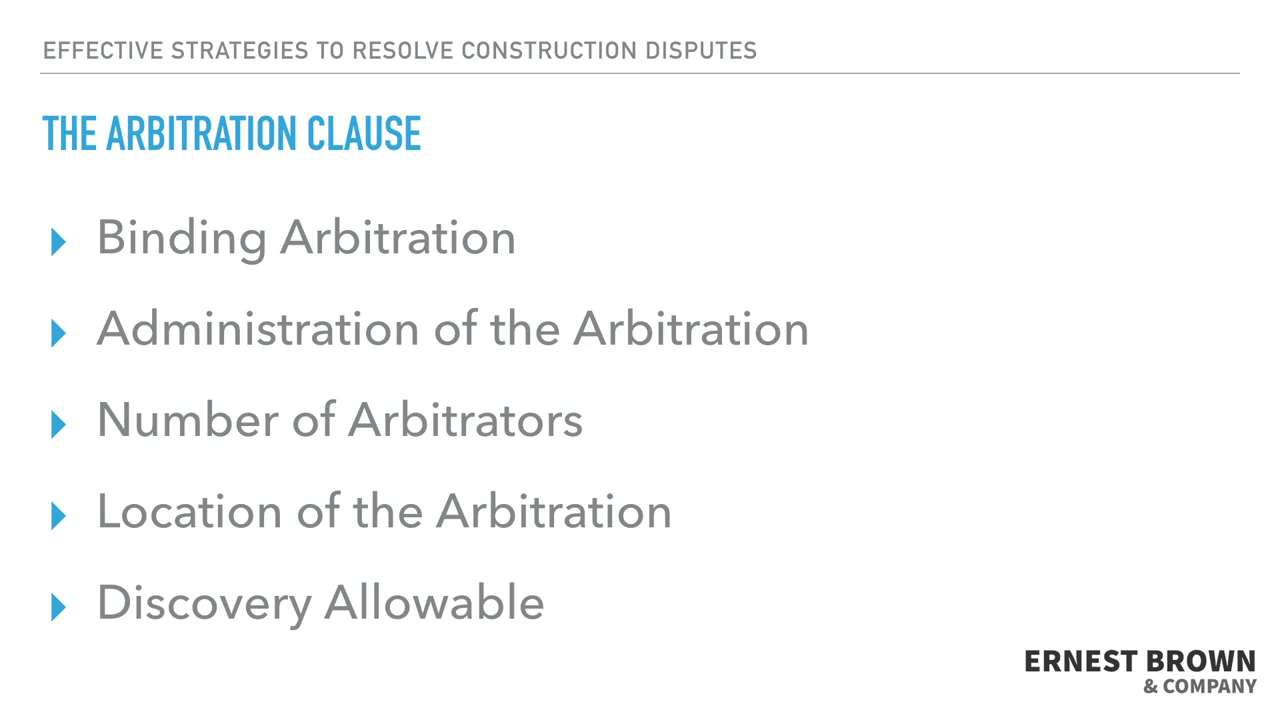 EFFECTIVE STRATEGIES TO RESOLVE CONSTRUCTION DISPUTES
THE ARBITRATION CLAUSE
Binding Arbitration
Administration of the Arbitration
Number of Arbitrators
Location of the Arbitration
Discovery Allowable
ERNEST BROWN
& COMPANY